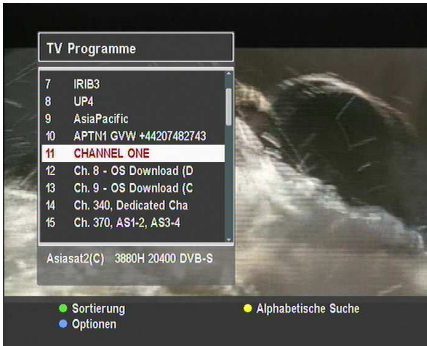 TV Programme
7 IRIB3
8 UP4
9 AsiaPacific
10 APTN1 GVW +44207482743
11 CHANNEL ONE
12 Ch. 8 - OS Download (D
13 Ch. 9 - OS Download (C
14 Ch. 340, Dedicated Cha
15 Ch. 370, AS1-2, AS3-4
Asiasat2(C) 3880H 20400 DVB-S
Sortierung Alphabetische Suche
Optionen